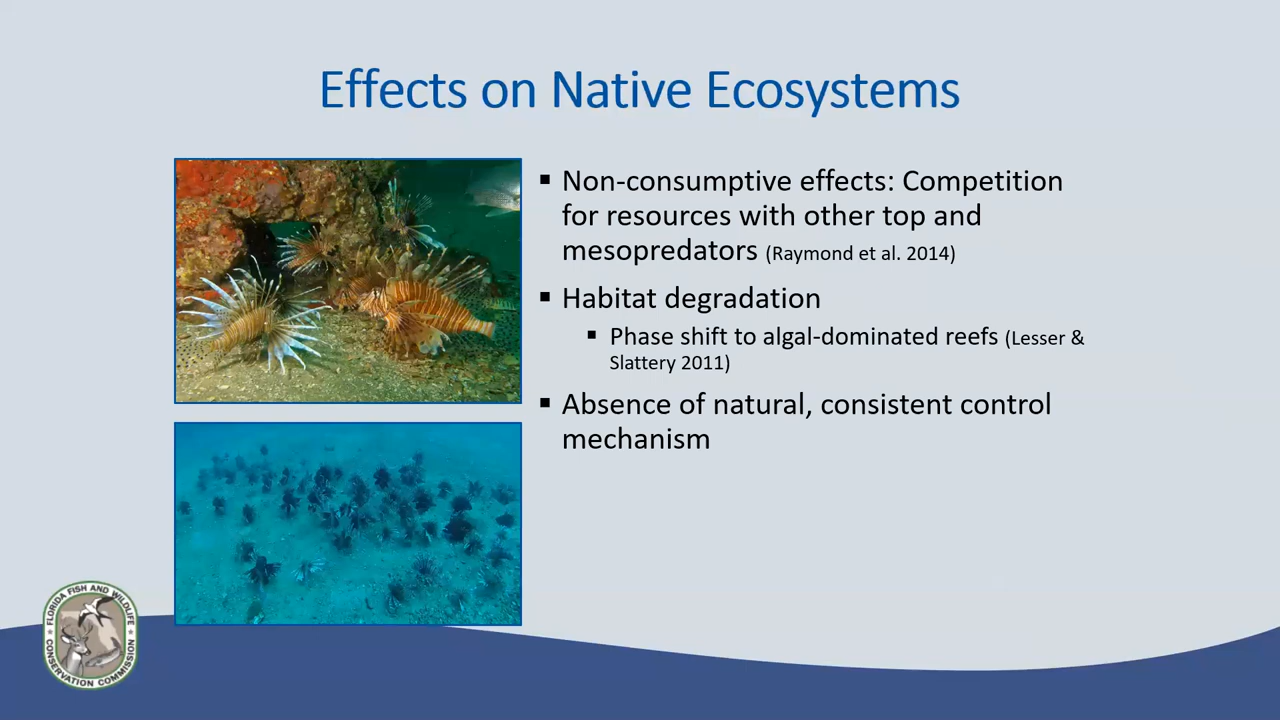 Effects on Native Ecosystems
▪ Non-consumptive effects: Competition
for resources with other top and
mesopredators (Raymond et al. 2014)
▪ Habitat degradation
▪ Phase shift to algal-dominated reefs (Lesser &
Slattery 2011)
▪ Absence of natural, consistent control
mechanism
FLORIDA FISH AND WILDLIFE
CONSERVATION COMMISSION